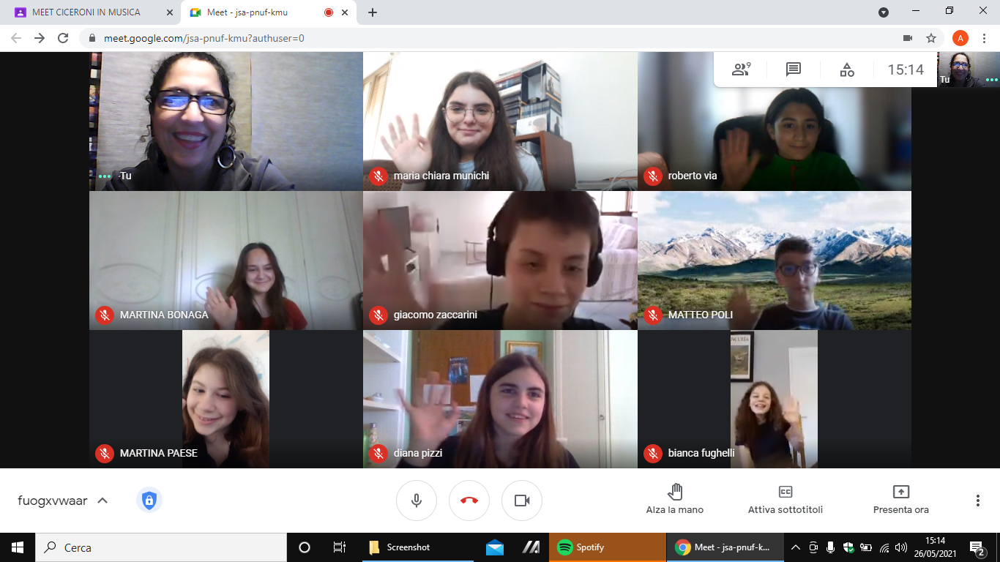 MEET CICERONI IN MUSICA
Meet - jsa-pnuf-kmu
meet.google.com/jsa-pnuf-kmu?authuser=0
A
9
15:14
Tu
Tu
maria chiara munichi
roberto via
MARTINA BONAGA
giacomo zaccarini
MATTEO POLI
NCURIA
MARTINA PAESE
diana pizzi
bianca fughelli
fuogxvwaar
Alza la mano
CC
Attiva sottotitoli
Presenta ora
Cerca
Screenshot
Spotify
Meet - jsa-pnuf-k...
15:14
26/05/2021
2